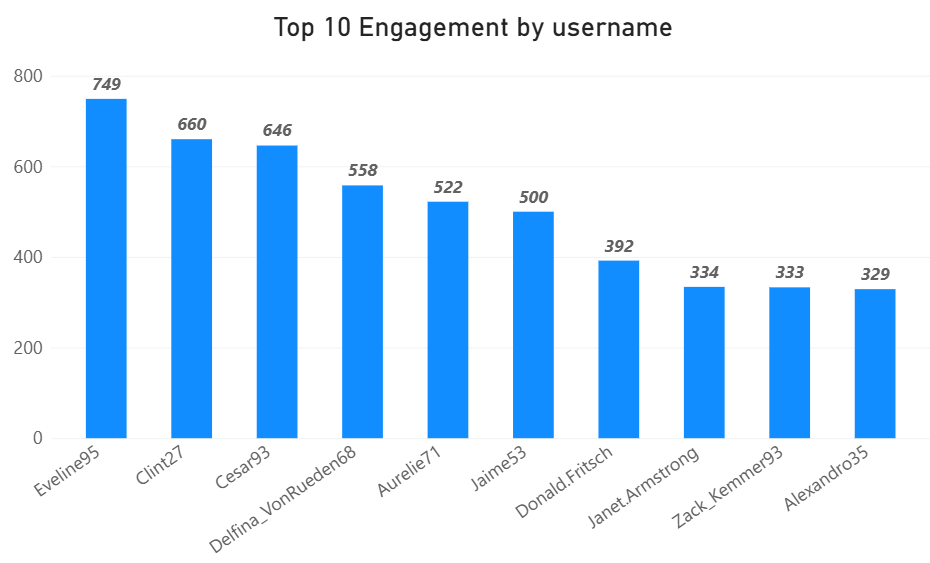 Top 10 Engagement by username
800
600
400
200
0
749
660
646
558
522
500
392
334
333
329
Eveline95
Clint27
Cesar93
Delfina_VonRueden68
Aurelie71
Jaime53
Donald.Fritsch
Janet.Armstrong
Zack_Kemmer93
Alexandro35